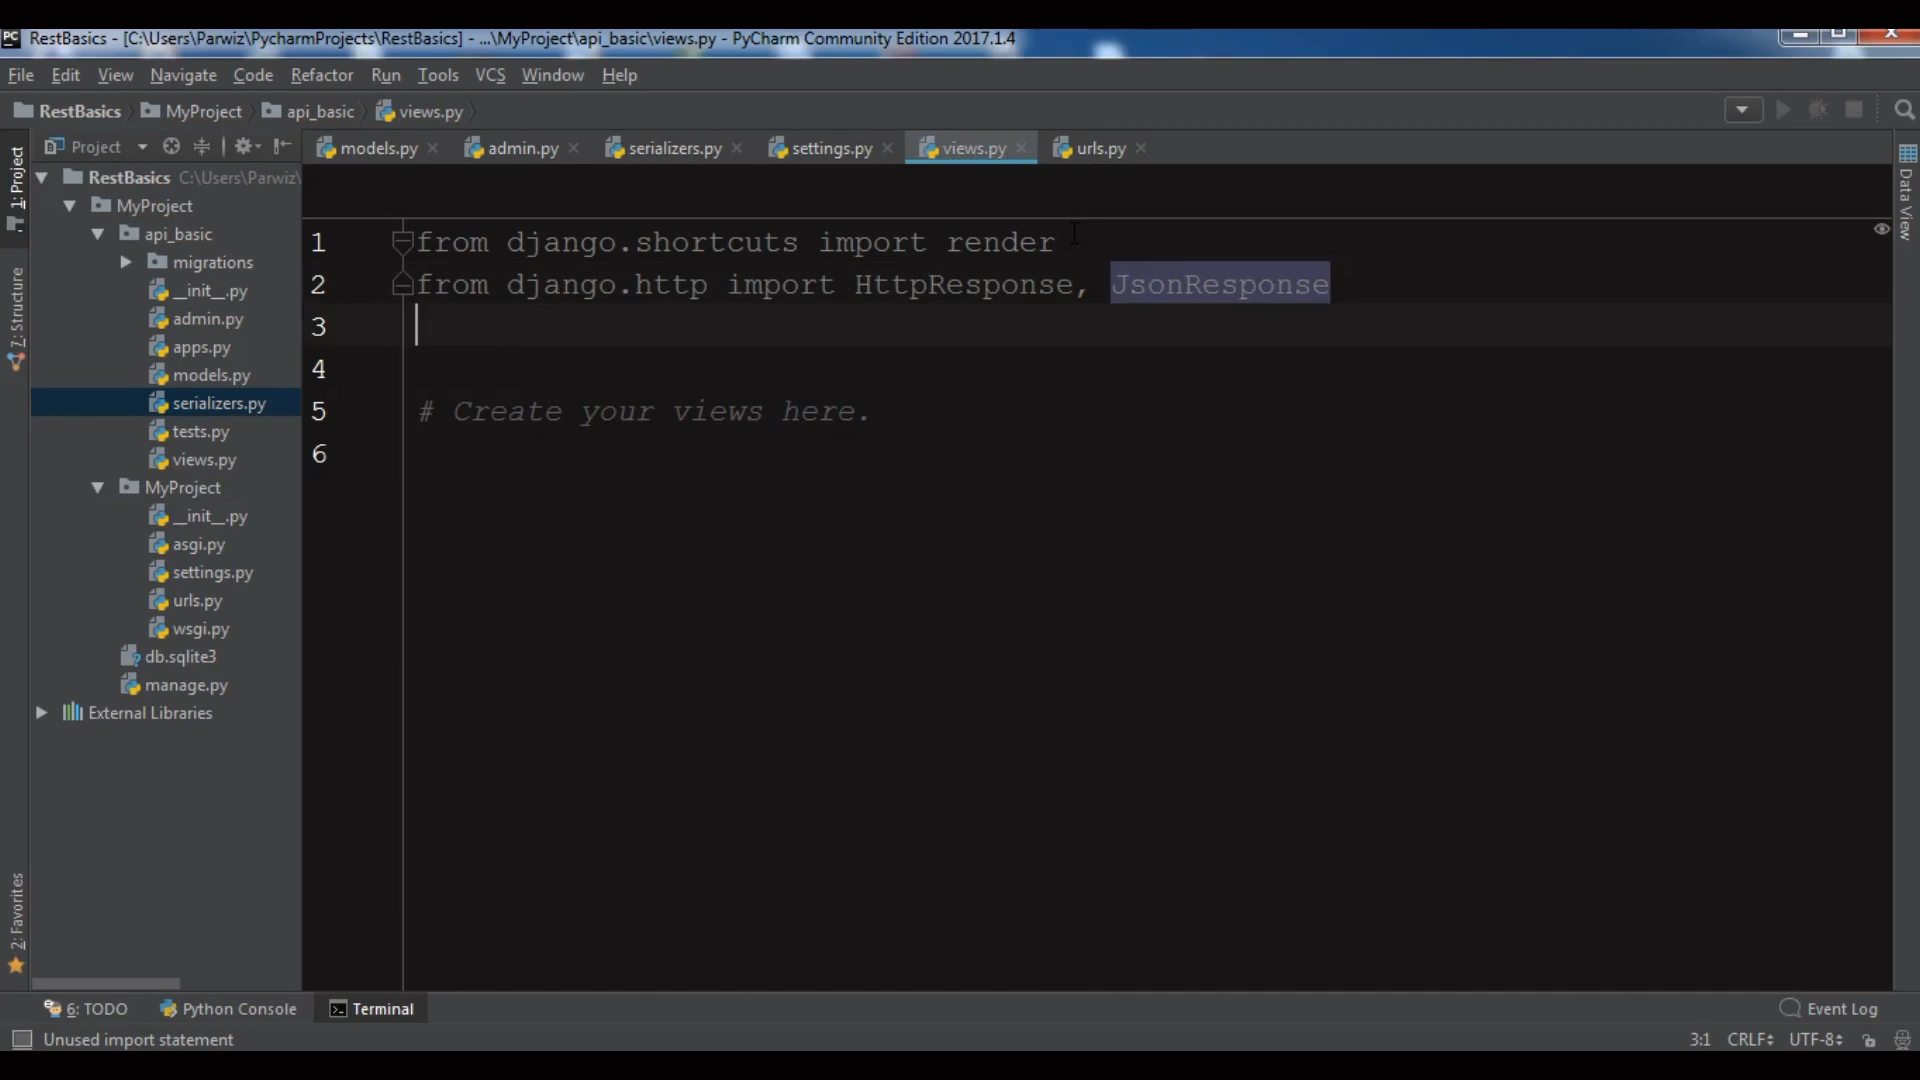 PC RestBasics - [C:\Users\Parwiz\PycharmProjects\RestBasics] - ...\MyProject\api_basic\views.py - PyCharm Community Edition 2017.1.4
File Edit View Navigate Code Refactor Run Tools VCS Window Help
RestBasics MyProject api_basic views.py
1: Project
7: Structure
2: Favorites
Project
RestBasics C:\Users\Parwiz\
MyProject
api_basic
migrations
__init__.py
admin.py
apps.py
models.py
serializers.py
tests.py
views.py
MyProject
__init__.py
asgi.py
settings.py
urls.py
wsgi.py
db.sqlite3
manage.py
External Libraries
models.py admin.py serializers.py settings.py views.py urls.py
1 from django.shortcuts import render
2 from django.http import HttpResponse, JsonResponse
3
4
5 # Create your views here.
6
Data View
6: TODO Python Console Terminal Event Log
Unused import statement 3:1 CRLF UTF-8